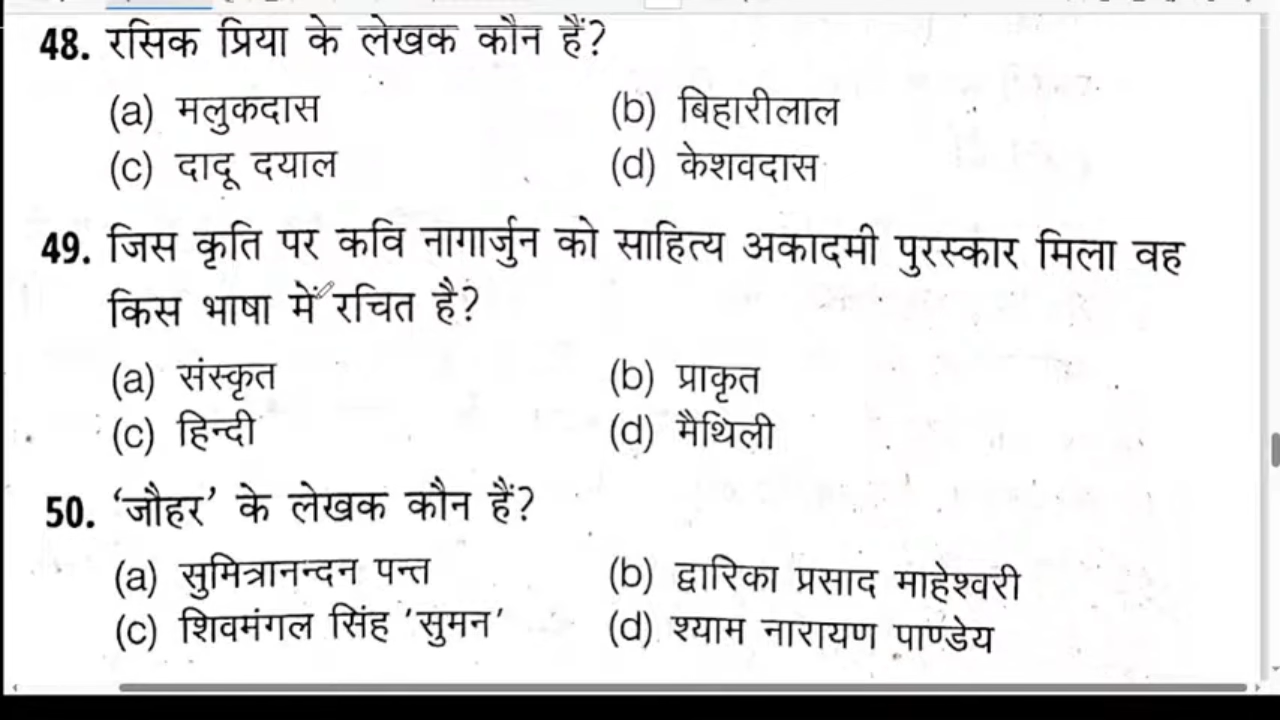 48. रसिक प्रिया के लेखक कौन हैं?
(a) मलुकदास (b) बिहारीलाल
(c) दादू दयाल (d) केशवदास
49. जिस कृति पर कवि नागार्जुन को साहित्य अकादमी पुरस्कार मिला वह
किस भाषा में रचित है?
(a) संस्कृत (b) प्राकृत
(c) हिन्दी (d) मैथिली
50. ‘जौहर’ के लेखक कौन हैं?
(a) सुमित्रानन्दन पन्त (b) द्वारिका प्रसाद माहेश्वरी
(c) शिवमंगल सिंह ‘सुमन’ (d) श्याम नारायण पाण्डेय